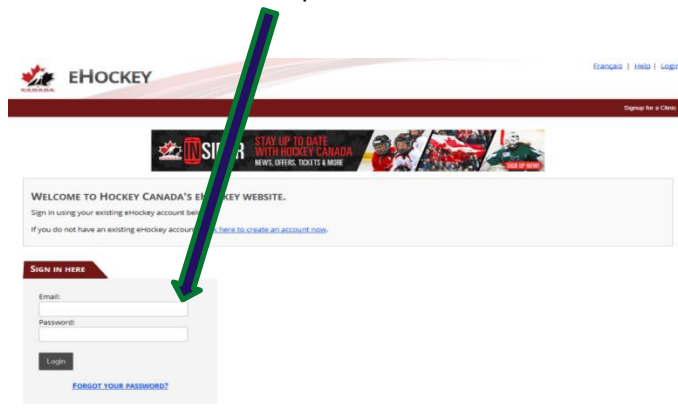 Français | Help | Login
CANADA
EHOCKEY
Signup for a Clinic
INSIDER STAY UP TO DATE
WITH HOCKEY CANADA
NEWS, OFFERS, TICKETS & MORE
SIGN UP NOW!
WELCOME TO HOCKEY CANADA'S EHOCKEY WEBSITE.
Sign in using your existing eHockey account
If you do not have an existing eHockey account here to create an account now.
SIGN IN HERE
Email:
Password:
Login
FORGOT YOUR PASSWORD?